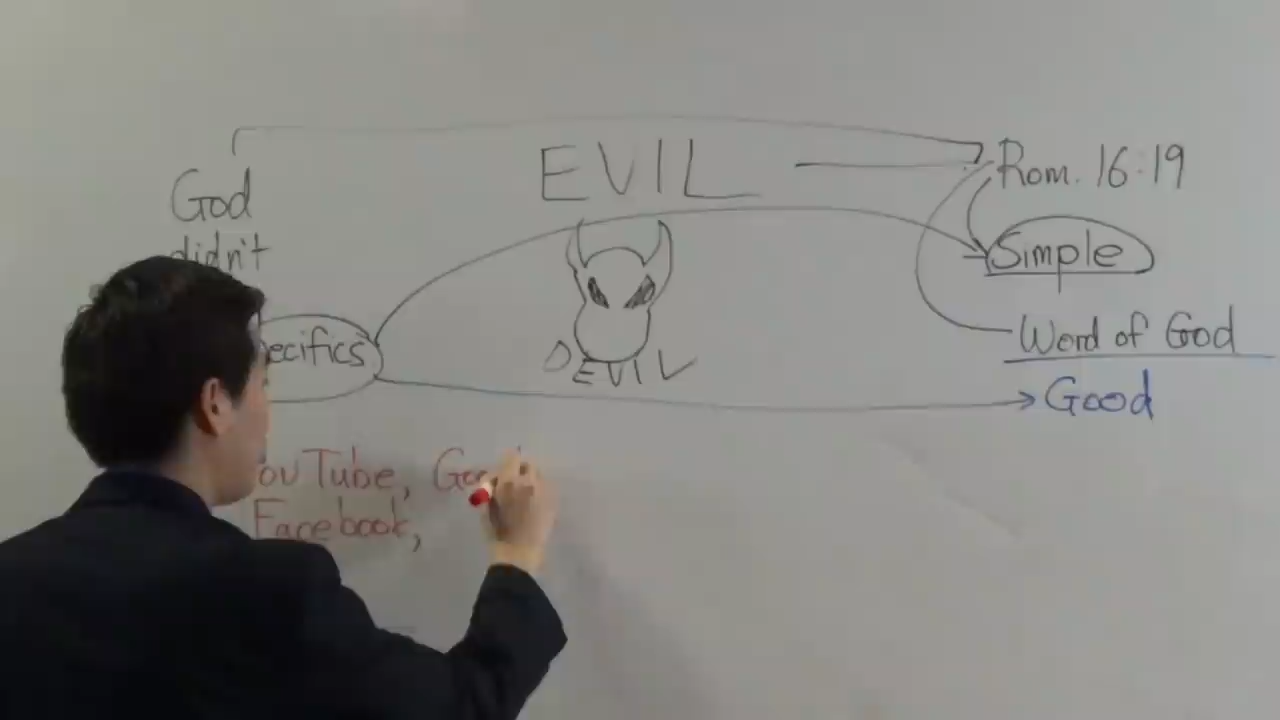 EVIL
God
didn't
ecifics
DEVIL
Rom. 16:19
Simple
Word of God
Good
ouTube,
Facebook,